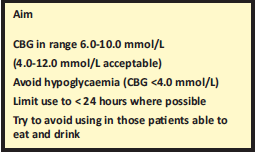 Aim
CBG in range 6.0-10.0 mmol/L
(4.0-12.0 mmol/L acceptable)
Avoid hypoglycaemia (CBG <4.0 mmol/L)
Limit use to < 24 hours where possible
Try to avoid using in those patients able to
eat and drink